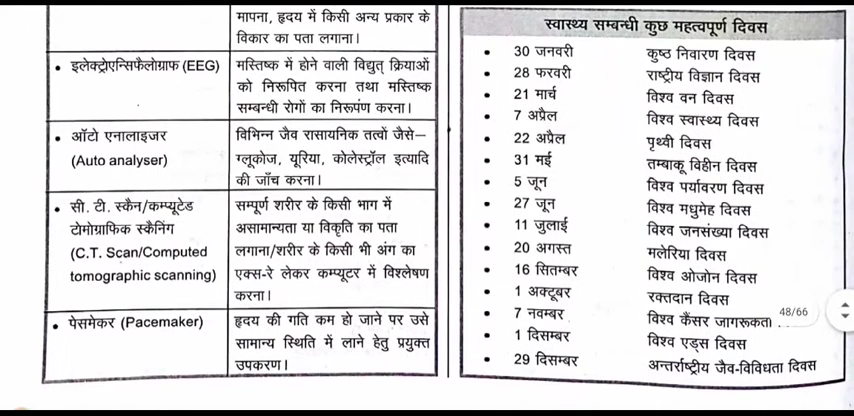 मापना, हृदय में किसी अन्य प्रकार के
विकार का पता लगाना।
• इलेक्ट्रोएन्सिफैलोग्राफ (EEG)
मस्तिष्क में होने वाली विद्युत् क्रियाओं
को निरूपित करना तथा मस्तिष्क
सम्बन्धी रोगों का निरूपण करना।
• ऑटो एनालाइजर
(Auto analyser)
विभिन्न जैव रासायनिक तत्वों जैसे–
ग्लूकोज, यूरिया, कोलेस्ट्रॉल इत्यादि
की जाँच करना।
• सी. टी. स्कैन/कम्प्यूटेड
टोमोग्राफिक स्कैनिंग
(C.T. Scan/Computed
tomographic scanning)
सम्पूर्ण शरीर के किसी भाग में
असामान्यता या विकृति का पता
लगाना/शरीर के किसी भी अंग का
एक्स-रे लेकर कम्प्यूटर में विश्लेषण
करना।
• पेसमेकर (Pacemaker)
हृदय की गति कम हो जाने पर उसे
सामान्य स्थिति में लाने हेतु प्रयुक्त
उपकरण।
स्वास्थ्य सम्बन्धी कुछ महत्वपूर्ण दिवस
• 30 जनवरी कुष्ठ निवारण दिवस
• 28 फरवरी राष्ट्रीय विज्ञान दिवस
• 21 मार्च विश्व वन दिवस
• 7 अप्रैल विश्व स्वास्थ्य दिवस
• 22 अप्रैल पृथ्वी दिवस
• 31 मई तम्बाकू विहीन दिवस
• 5 जून विश्व पर्यावरण दिवस
• 27 जून विश्व मधुमेह दिवस
• 11 जुलाई विश्व जनसंख्या दिवस
• 20 अगस्त मलेरिया दिवस
• 16 सितम्बर विश्व ओजोन दिवस
• 1 अक्टूबर रक्तदान दिवस
• 7 नवम्बर विश्व कैंसर जागरूकता
48/66
• 1 दिसम्बर विश्व एड्स दिवस
• 29 दिसम्बर अन्तर्राष्ट्रीय जैव-विविधता दिवस